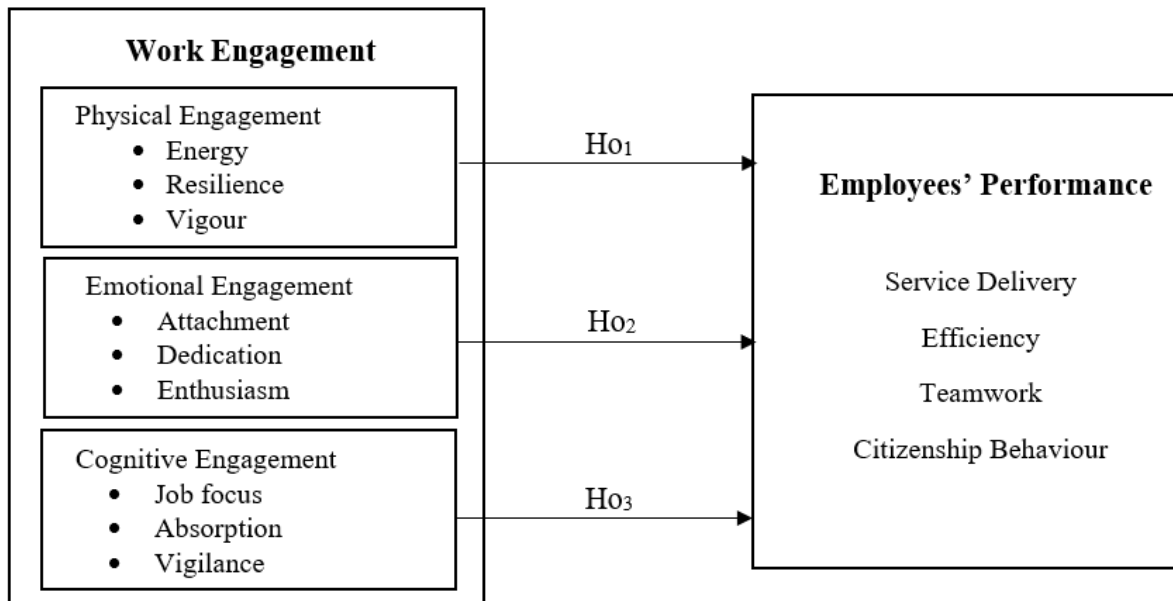 Work Engagement
Physical Engagement
• Energy
• Resilience
• Vigour
Emotional Engagement
• Attachment
• Dedication
• Enthusiasm
Cognitive Engagement
• Job focus
• Absorption
• Vigilance
Ho₁
Ho₂
Ho₃
Employees’ Performance
Service Delivery
Efficiency
Teamwork
Citizenship Behaviour